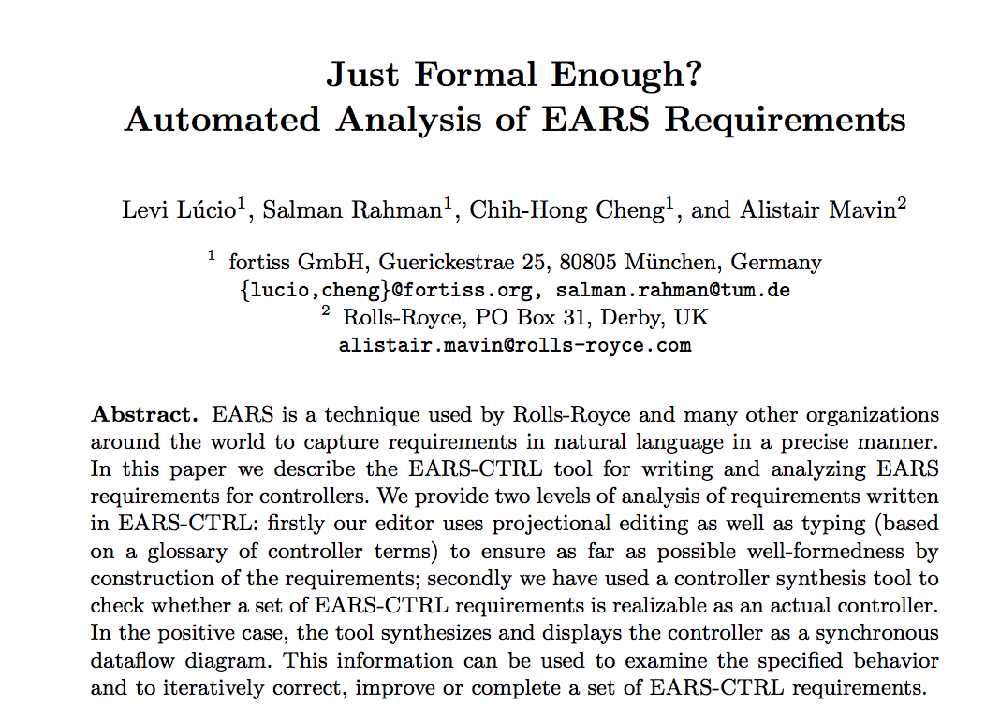 Just Formal Enough?
Automated Analysis of EARS Requirements
Levi Lúcio1, Salman Rahman1, Chih-Hong Cheng1, and Alistair Mavin2
1 fortiss GmbH, Guerickestrae 25, 80805 München, Germany
{lucio,cheng}@fortiss.org, salman.rahman@tum.de
2 Rolls-Royce, PO Box 31, Derby, UK
alistair.mavin@rolls-royce.com
Abstract. EARS is a technique used by Rolls-Royce and many other organizations
around the world to capture requirements in natural language in a precise manner.
In this paper we describe the EARS-CTRL tool for writing and analyzing EARS
requirements for controllers. We provide two levels of analysis of requirements written
in EARS-CTRL: firstly our editor uses projectional editing as well as typing (based
on a glossary of controller terms) to ensure as far as possible well-formedness by
construction of the requirements; secondly we have used a controller synthesis tool to
check whether a set of EARS-CTRL requirements is realizable as an actual controller.
In the positive case, the tool synthesizes and displays the controller as a synchronous
dataflow diagram. This information can be used to examine the specified behavior
and to iteratively correct, improve or complete a set of EARS-CTRL requirements.